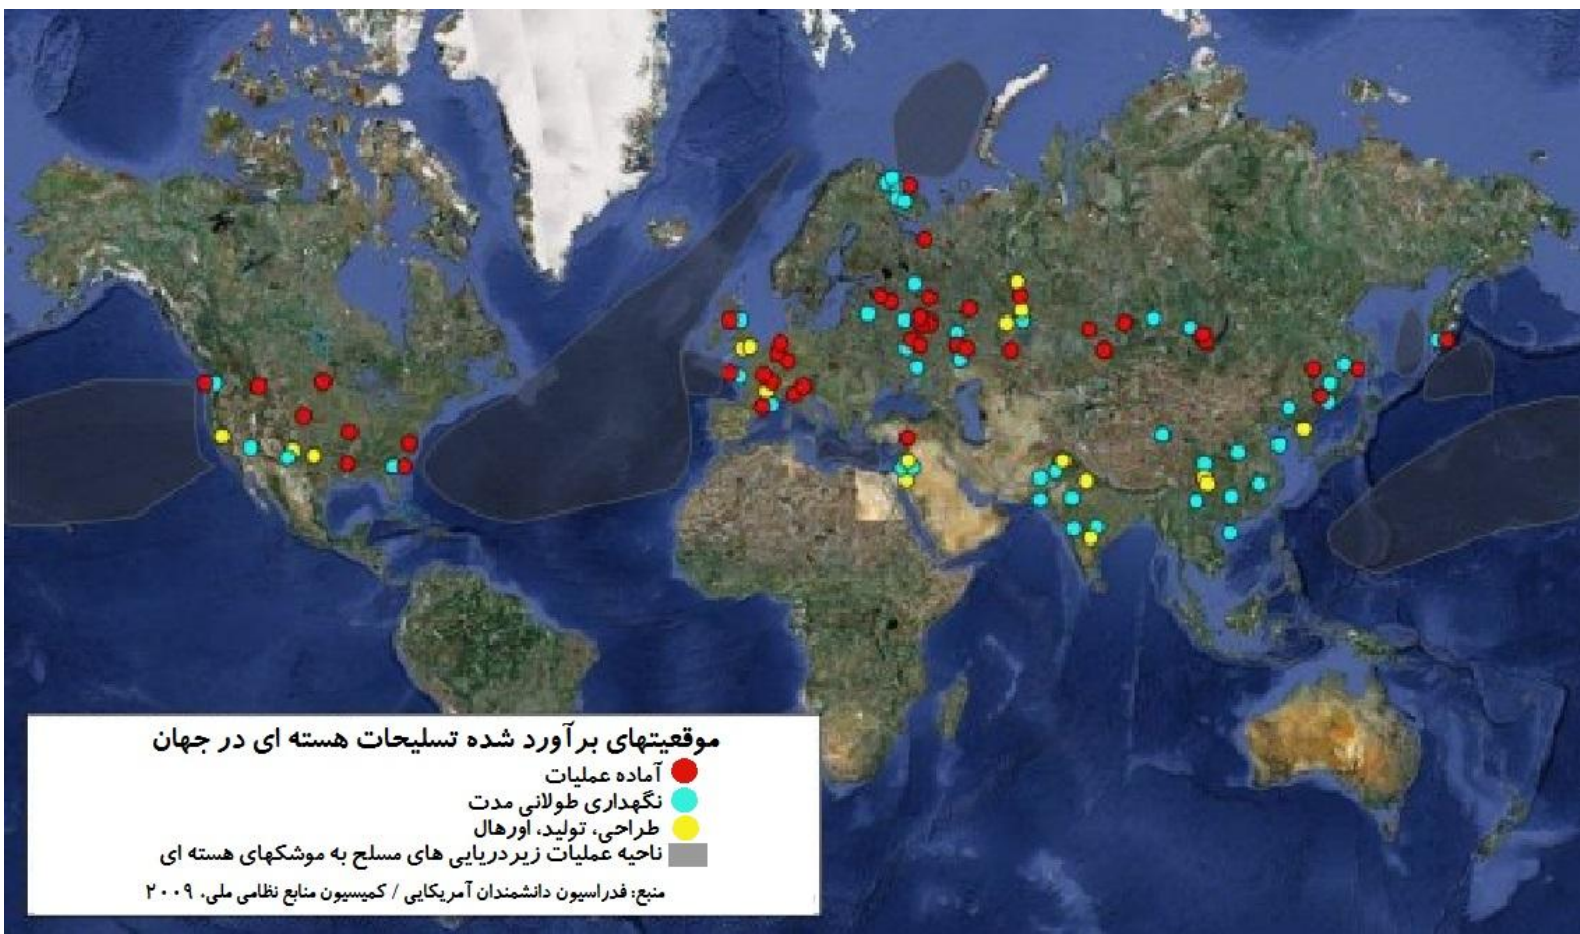 موقعیتهای برآورد شده تسلیحات هسته ای در جهان
آماده عملیات
نگهداری طولانی مدت
طراحی، تولید، اورهال
ناحیه عملیات زیردریایی های مسلح به موشکهای هسته ای
منبع: فدراسیون دانشمندان آمریکایی / کمیسیون منابع نظامی ملی. ۲۰۰۹